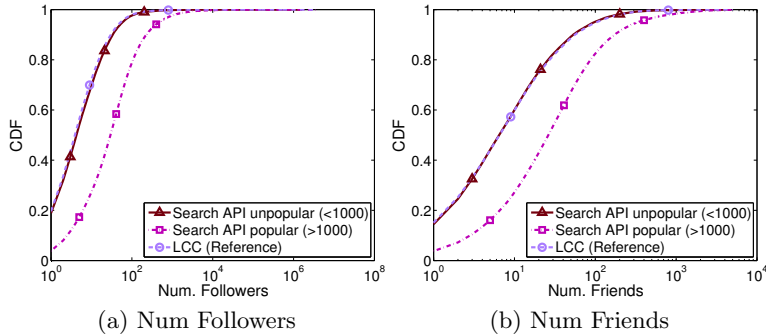 1
0.8
0.6
0.4
0.2
0
CDF
10^0
10^2
10^4
10^6
10^8
Num. Followers
Search API unpopular (<1000)
Search API popular (>1000)
LCC (Reference)
(a) Num Followers
1
0.8
0.6
0.4
0.2
0
CDF
10^0
10^1
10^2
10^3
10^4
Num. Friends
Search API unpopular (<1000)
Search API popular (>1000)
LCC (Reference)
(b) Num Friends